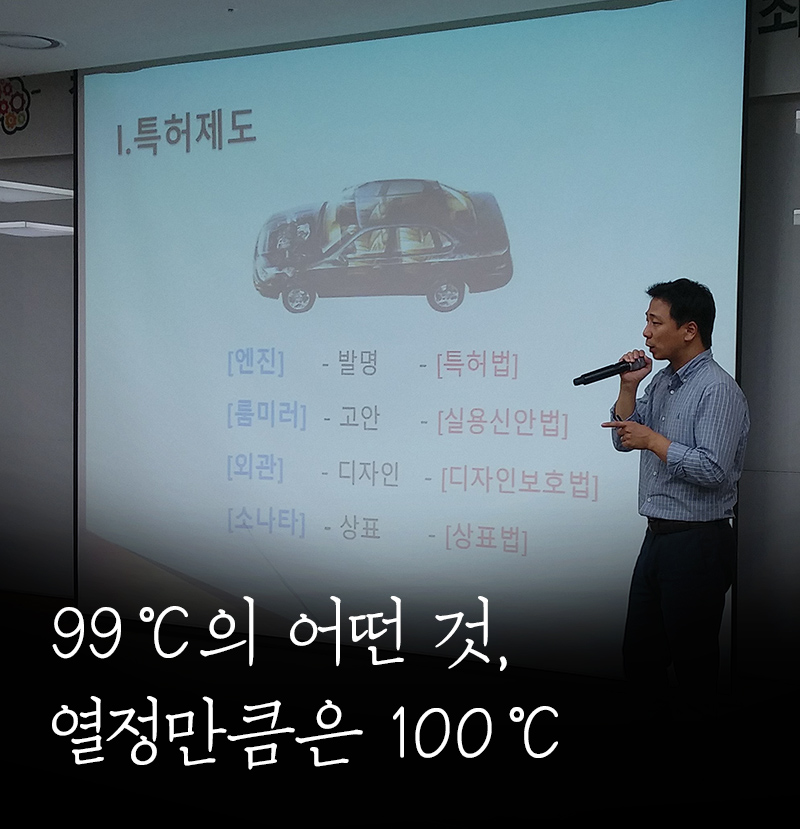 I.특허제도
[엔진] - 발명 - [특허법]
[룸미러] - 고안 - [실용신안법]
[외관] - 디자인 - [디자인보호법]
[소나타] - 상표 - [상표법]
99℃의 어떤 것,
열정만큼은 100℃